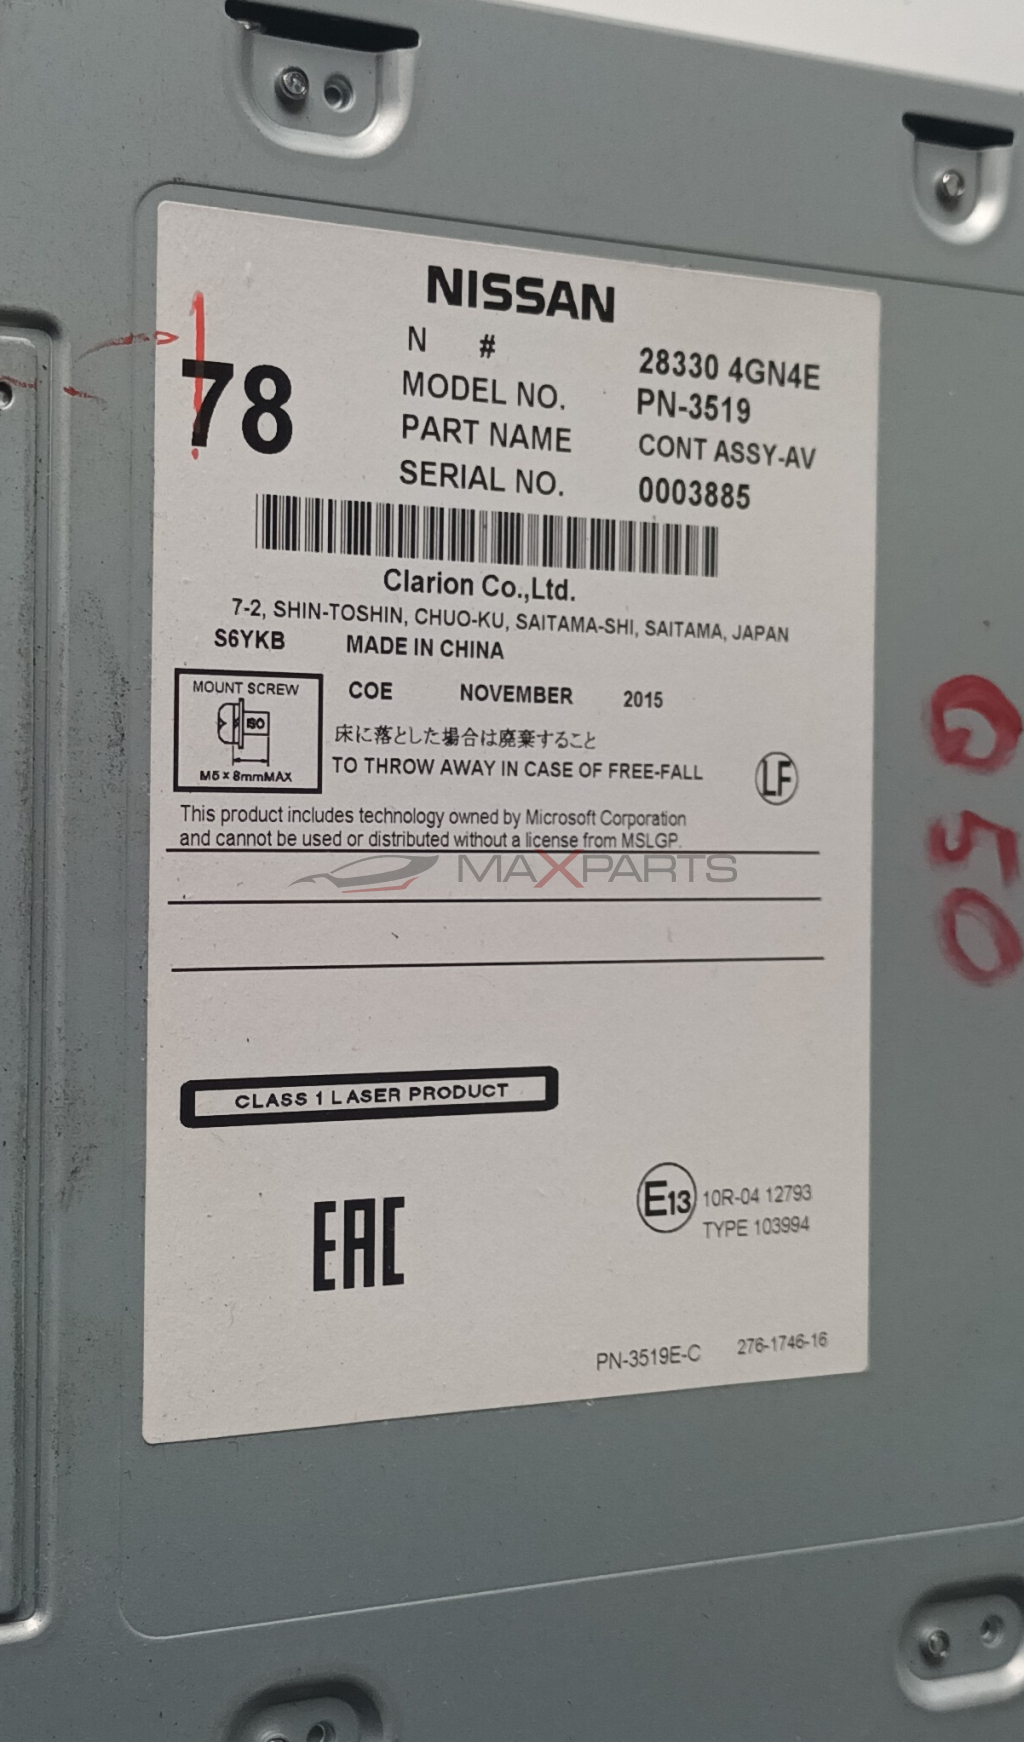 NISSAN
N # 28330 4GN4E
78
MODEL NO. PN-3519
PART NAME CONT ASSY-AV
SERIAL NO. 0003885
Clarion Co.,Ltd.
7-2, SHIN-TOSHIN, CHUO-KU, SAITAMA-SHI, SAITAMA, JAPAN
S6YKB MADE IN CHINA
MOUNT SCREW
ISO
M5 x 8mmMAX
COE NOVEMBER 2015
床に落とした場合は廃棄すること
TO THROW AWAY IN CASE OF FREE-FALL
LF
This product includes technology owned by Microsoft Corporation
and cannot be used or distributed without a license from MSLGP.
MAXPARTS
CLASS 1 LASER PRODUCT
EAC
E13 10R-04 12793
TYPE 103994
PN-3519E-C 276-1746-16
G50